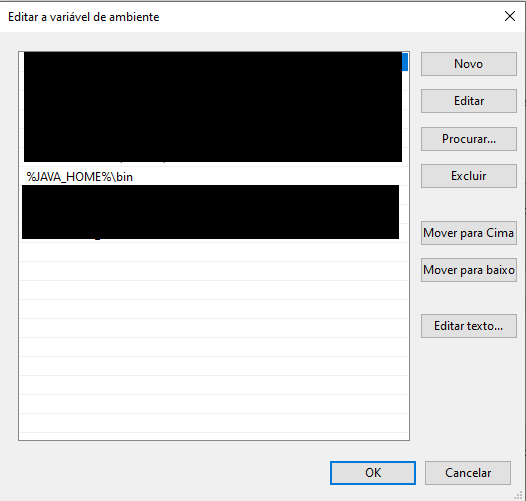 Editar a variável de ambiente
Novo
Editar
Procurar...
%JAVA_HOME%\bin
Excluir
Mover para Cima
Mover para baixo
Editar texto...
OK
Cancelar